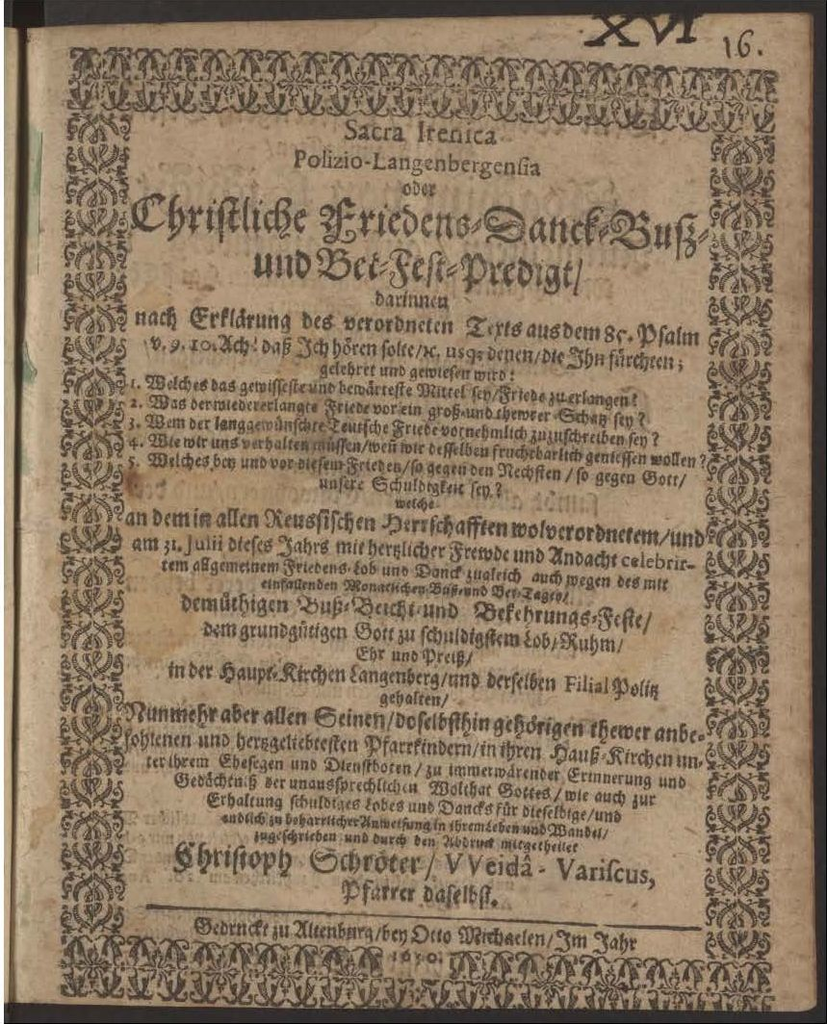 XVI 16.
Sacra Irenica
Polizio-Langenbergensia
oder
Christliche Friedens-Danck-Buß-
und Bet-Fest-Predigt/
darinnen
nach Erklärung des verordneten Texts aus dem 85. Psalm
v. 9. 10. Ach! daß Ich hören solte/ꝛc. usq; denen/die Ihn fürchten;
gelehret und gewiesen wird:
1. Welches das gewisseste und bewärteste Mittel sey/Friede zu erlangen?
2. Was der wiedererlangte Friede vor ein groß-und thewrer Schatz sey?
3. Wem der langgewünschte Teutsche Friede vornehmlich zuzuschreiben sey?
4. Wie wir uns verhalten müssen/weñ wir desselben fruchtbarlich geniessen wollen?
5. Welches bey und vor diesem Frieden/so gegen den Nechsten/so gegen Gott/
unsere Schuldigkeit sey?
welche
an dem in allen Reussischen Herrschafften wolverordnetem/und
am 31. Julii dieses Jahrs mit hertzlicher Frewde und Andacht celebrir-
tem allgemeinem Friedens-Lob und Danck zugleich auch wegen des mit
einfallenden Monatlichen Buß-und Bet-Tages/
demüthigen Buß-Beicht-und Bekehrungs-Feste/
dem grundgütigen Gott zu schuldigstem Lob/Ruhm/
Ehr und Preiß/
in der Haupt-Kirchen Langenberg/und derselben Filial Politz
gehalten/
Nunmehr aber allen Seinen/doselbsthin gehörigen thewer anbe-
fohlenen und hertzgeliebtesten Pfarrkindern/in ihren Hauß-Kirchen un-
ter ihrem Ehesegen und Dienstboten/zu immerwärender Erinnerung und
Gedächtnüß der unaussprechlichen Wolthat Gottes/wie auch zur
Erhaltung schuldiges Lobes und Dancks für dieselbige/und
endlich zu beharrlicher Anweisung in ihrem Leben und Wandel/
zugeschrieben und durch den Abdruck mitgetheilet
Christoph Schröter/VVeidâ-Variscus,
Pfarrer daselbst.
Gedruckt zu Altenburg/bey Otto Michaelen/Im Jahr
1650.